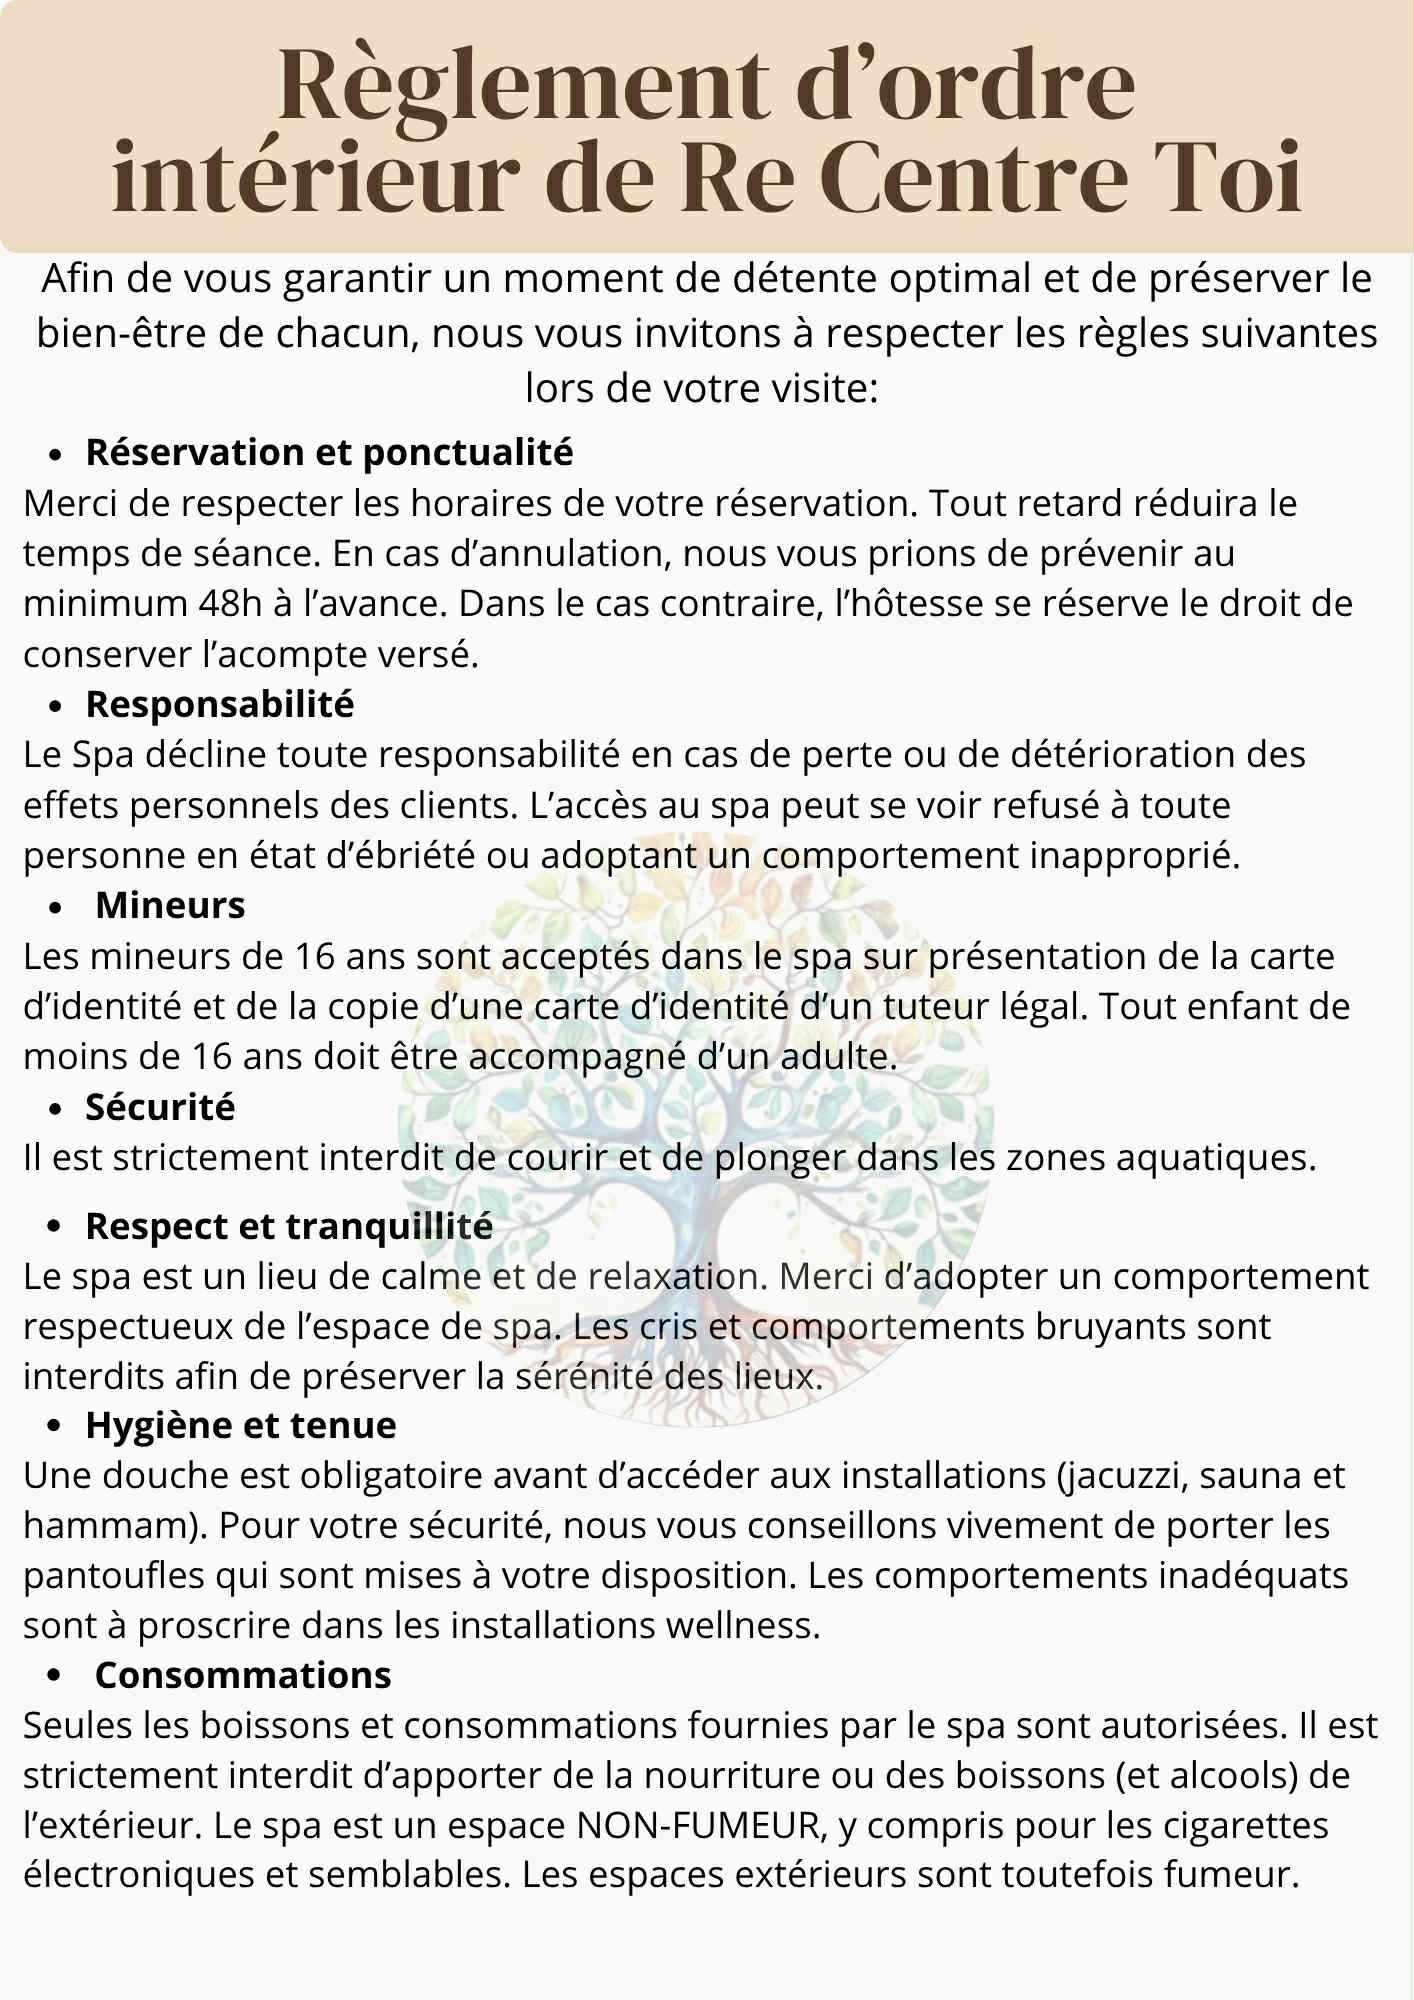 Règlement d’ordre
intérieur de Re Centre Toi
Afin de vous garantir un moment de détente optimal et de préserver le
bien-être de chacun, nous vous invitons à respecter les règles suivantes
lors de votre visite:
• Réservation et ponctualité
Merci de respecter les horaires de votre réservation. Tout retard réduira le
temps de séance. En cas d’annulation, nous vous prions de prévenir au
minimum 48h à l’avance. Dans le cas contraire, l’hôtesse se réserve le droit de
conserver l’acompte versé.
• Responsabilité
Le Spa décline toute responsabilité en cas de perte ou de détérioration des
effets personnels des clients. L’accès au spa peut se voir refusé à toute
personne en état d’ébriété ou adoptant un comportement inapproprié.
• Mineurs
Les mineurs de 16 ans sont acceptés dans le spa sur présentation de la carte
d’identité et de la copie d’une carte d’identité d’un tuteur légal. Tout enfant de
moins de 16 ans doit être accompagné d’un adulte.
• Sécurité
Il est strictement interdit de courir et de plonger dans les zones aquatiques.
• Respect et tranquillité
Le spa est un lieu de calme et de relaxation. Merci d’adopter un comportement
respectueux de l’espace de spa. Les cris et comportements bruyants sont
interdits afin de préserver la sérénité des lieux.
• Hygiène et tenue
Une douche est obligatoire avant d’accéder aux installations (jacuzzi, sauna et
hammam). Pour votre sécurité, nous vous conseillons vivement de porter les
pantoufles qui sont mises à votre disposition. Les comportements inadéquats
sont à proscrire dans les installations wellness.
• Consommations
Seules les boissons et consommations fournies par le spa sont autorisées. Il est
strictement interdit d’apporter de la nourriture ou des boissons (et alcools) de
l’extérieur. Le spa est un espace NON-FUMEUR, y compris pour les cigarettes
électroniques et semblables. Les espaces extérieurs sont toutefois fumeur.